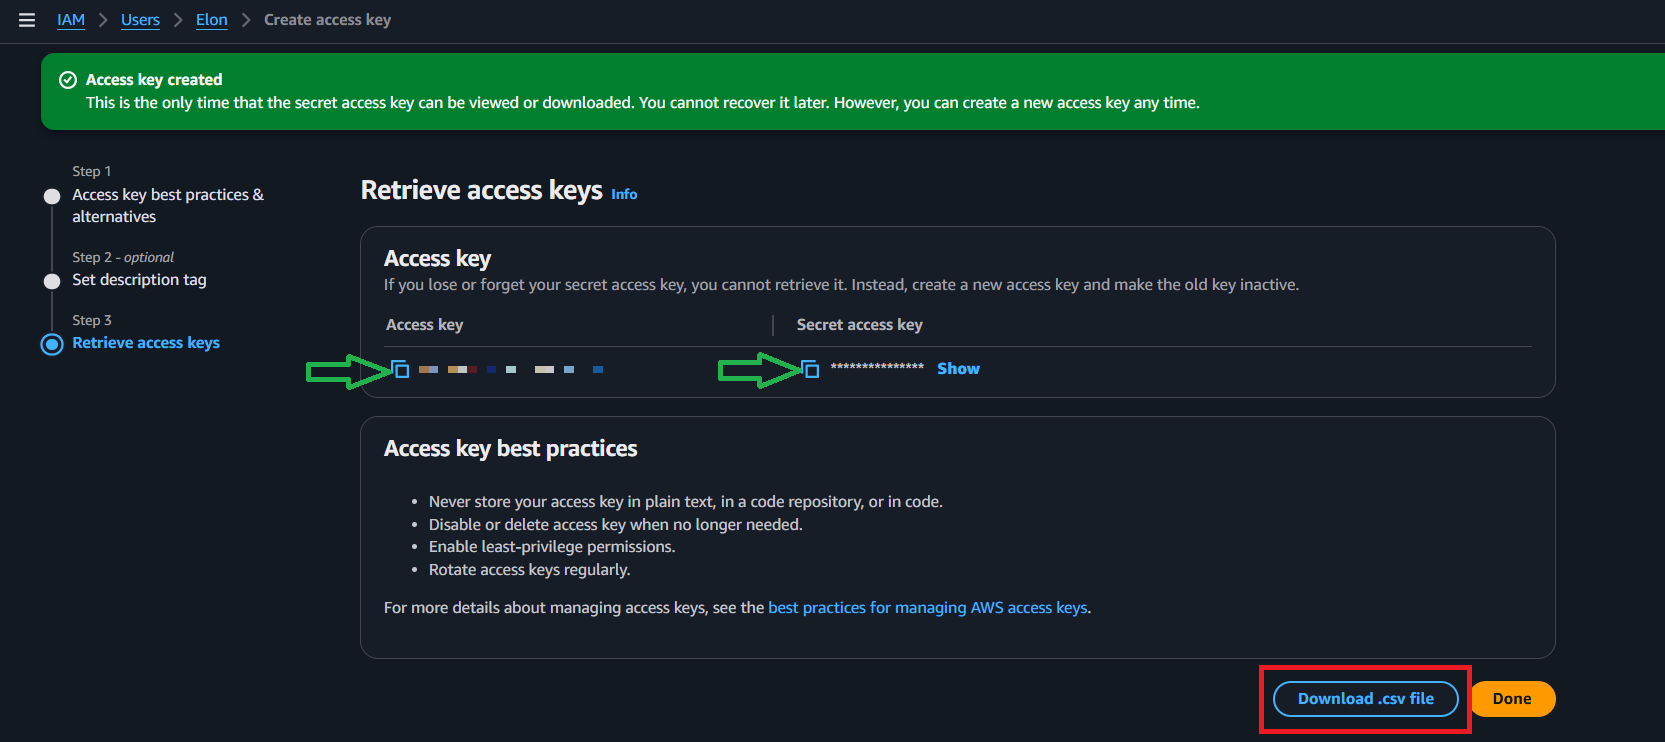 IAM > Users > Elon > Create access key
Access key created
This is the only time that the secret access key can be viewed or downloaded. You cannot recover it later. However, you can create a new access key any time.
Step 1
Access key best practices &
alternatives
Step 2 - optional
Set description tag
Step 3
Retrieve access keys
Retrieve access keys Info
Access key
If you lose or forget your secret access key, you cannot retrieve it. Instead, create a new access key and make the old key inactive.
Access key Secret access key
*************** Show
Access key best practices
• Never store your access key in plain text, in a code repository, or in code.
• Disable or delete access key when no longer needed.
• Enable least-privilege permissions.
• Rotate access keys regularly.
For more details about managing access keys, see the best practices for managing AWS access keys.
Download .csv file Done